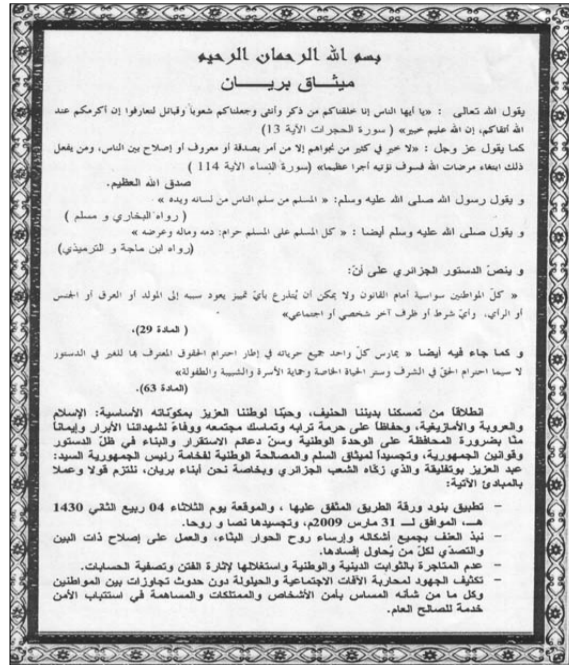 بسم الله الرحمان الرحيم
ميثـــاق بريـــــان
يقول الله تعالى : «يا أيها الناس إنا خلقناكم من ذكر وأنثى وجعلناكم شعوباً وقبائل لتعارفوا إن أكرمكم عند
الله أتقاكم، إن الله عليم خبير» ( سورة الحجرات الآية 13)
كما يقول عز وجل : «لا خير في كثير من نجواهم إلا من أمر بصدقة أو معروف أو إصلاح بين الناس، ومن يفعل
ذلك ابتغاء مرضات الله فسوف نؤتيه أجرا عظيما» (سورة النساء الآية 114 )
صدق الله العظيم.
و يقول رسول الله صلى الله عليه وسلم: « المسلم من سلم الناس من لسانه ويده »
( رواه البخاري و مسلم )
و يقول صلى الله عليه وسلم أيضا : « كل المسلم على المسلم حرام: دمه وماله وعرضه »
(رواه ابن ماجة و الترميذي)
و ينصّ الدستور الجزائري على أنّ:
« كلّ المواطنين سواسية أمام القانون ولا يمكن أن يُتذرع بأيّ تمييز يعود سببه إلى المولد أو العرق أو الجنس
أو الرأي، وأيّ شرط أو ظرف آخر شخصي أو اجتماعي»
( المادة 29).
و كما جاء فيه أيضا « يمارس كلّ واحد جميع حرياته في إطار احترام الحقوق المعترف بها للغير في الدستور
لا سيما احترام الحقّ في الشرف وستر الحياة الخاصة وحماية الأسرة والشبيبة والطفولة»
(المادة 63).
انطلاقاً من تمسكنا بديننا الحنيف، وحبّنا لوطننا العزيز بمكوّناته الأساسية: الإسلام
والعروبة والأمازيغية، وحفاظاً على حرمة ترابه وتماسك مجتمعه ووفاءً لشهدائنا الأبرار وإيماناً
منّا بضرورة المحافظة على الوحدة الوطنية وسنّ دعائم الاستقرار والبناء في ظلّ الدستور
وقوانين الجمهورية، وتجسيداً لميثاق السلم والمصالحة الوطنية لفخامة رئيس الجمهورية السيد:
عبد العزيز بوتفليقة والذي زكّاه الشعب الجزائري وبخاصة نحن أبناء بريان، نلتزم قولا وعملا
بالمبادئ الآتية:
– تطبيق بنود ورقة الطريق المتّفق عليها ، والموقعة يوم الثلاثاء 04 ربيع الثاني 1430
هـــ، الموافق لـــ 31 مارس 2009م، وتجسيدها نصا و روحا.
– نبذ العنف بجميع أشكاله وإرساء روح الحوار البنّاء، والعمل على إصلاح ذات البين
والتصدّي لكلّ من يُحاول إفسادها.
– عدم المتاجرة بالثوابت الدينية والوطنية واستغلالها لإثارة الفتن وتصفية الحسابات.
– تكثيف الجهود لمحاربة الآفات الاجتماعية والحيلولة دون حدوث تجاوزات بين المواطنين
وكل ما من شأنه المساس بأمن الأشخاص والممتلكات والمساهمة في استتباب الأمن
خدمة للصالح العام.